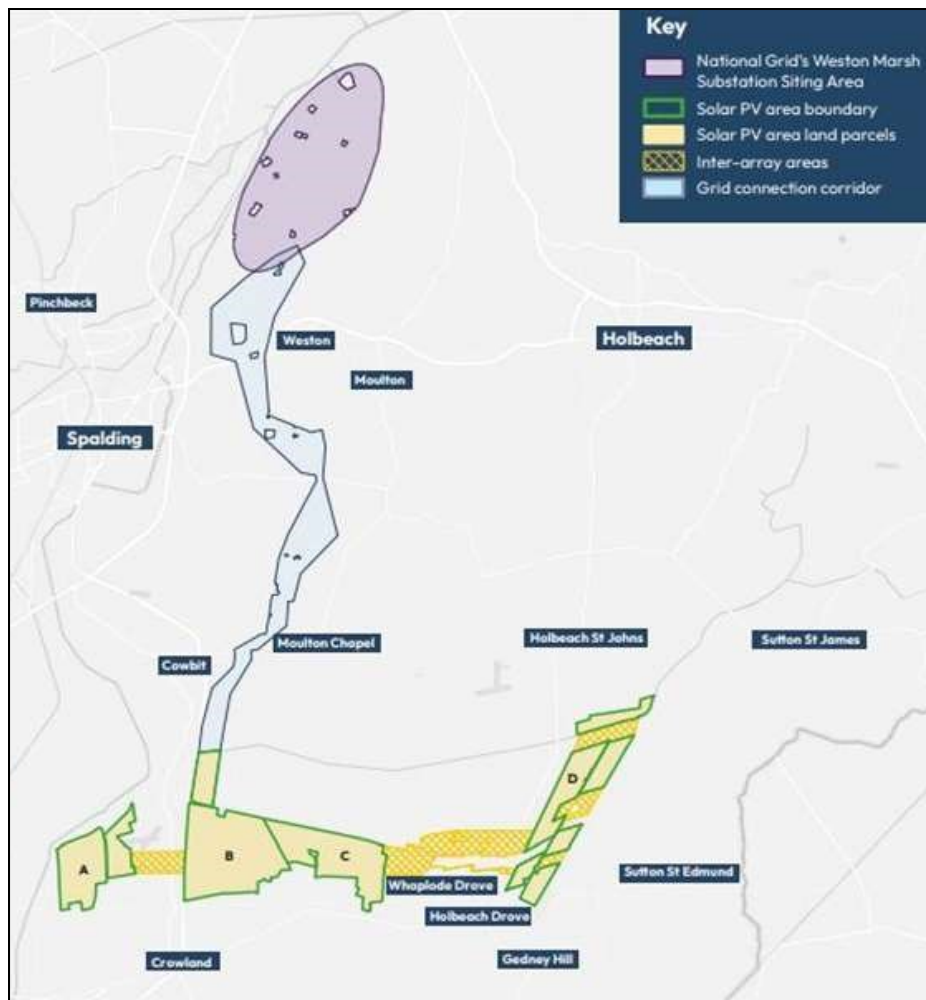 Key
National Grid's Weston Marsh
Substation Siting Area
Solar PV area boundary
Solar PV area land parcels
Inter-array areas
Grid connection corridor
Pinchbeck
Weston
Holbeach
Moulton
Spalding
Moulton Chapel
Holbeach St Johns
Sutton St James
Cowbit
D
A
B
C
Whaplode Drove
Sutton St Edmund
Holbeach Drove
Crowland
Gedney Hill